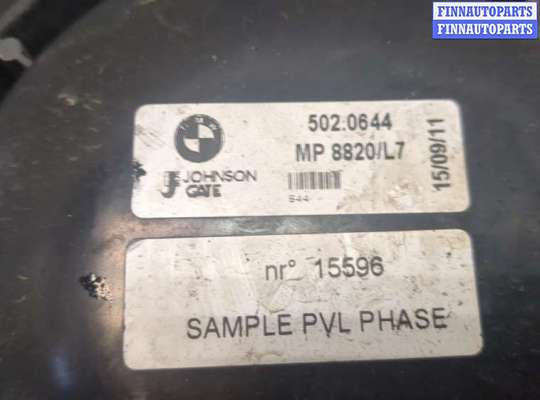 FINNAUTOPARTS
FINNAUTOPARTS
502.0644
MP 8820/L7
15/09/11
JOHNSON
GATE
644
nr° 15596
SAMPLE PVL PHASE